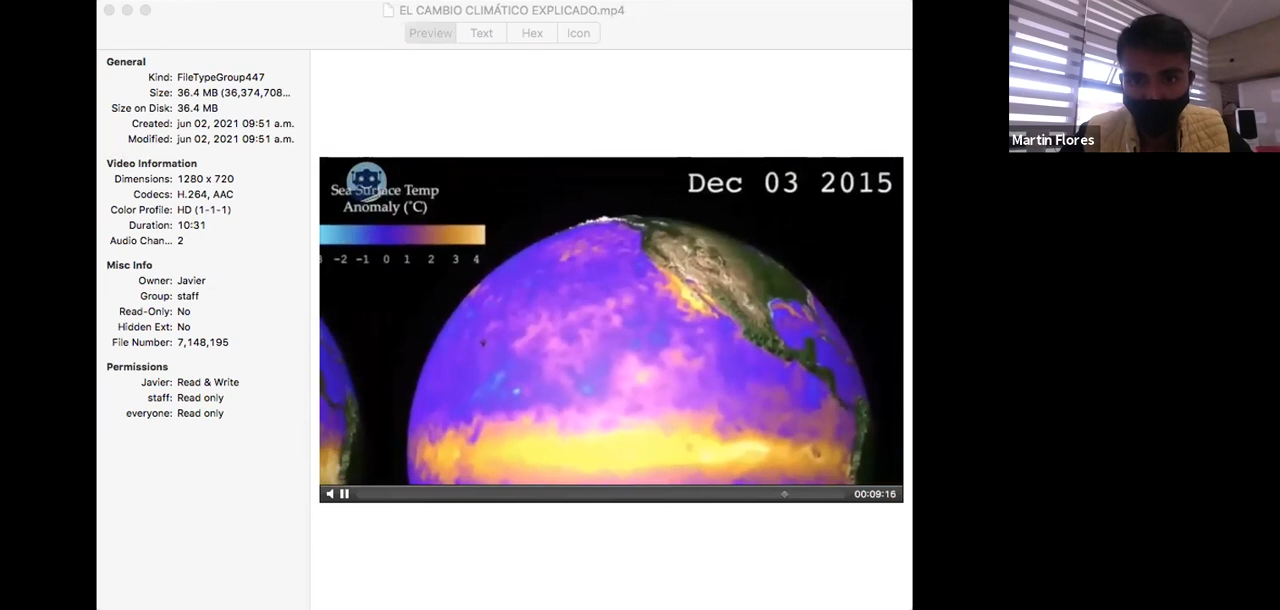 EL CAMBIO CLIMÁTICO EXPLICADO.mp4
Preview Text Hex Icon
General
Kind: FileTypeGroup447
Size: 36.4 MB (36,374,708...
Size on Disk: 36.4 MB
Created: jun 02, 2021 09:51 a.m.
Modified: jun 02, 2021 09:51 a.m.
Video Information
Dimensions: 1280 x 720
Codecs: H.264, AAC
Color Profile: HD (1-1-1)
Duration: 10:31
Audio Chan... 2
Misc Info
Owner: Javier
Group: staff
Read-Only: No
Hidden Ext: No
File Number: 7,148,195
Permissions
Javier: Read & Write
staff: Read only
everyone: Read only
Sea Surface Temp
Anomaly (°C)
Dec 03 2015
-2 -1 0 1 2 3 4
00:09:16
Martin Flores